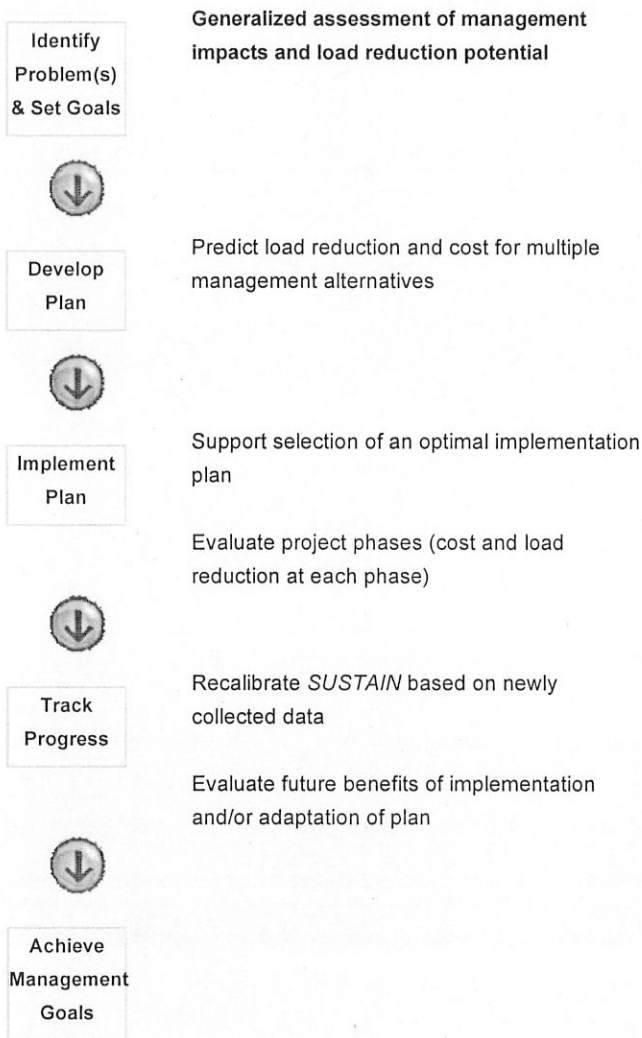 Identify
Problem(s)
& Set Goals
Generalized assessment of management
impacts and load reduction potential
Develop
Plan
Predict load reduction and cost for multiple
management alternatives
Implement
Plan
Support selection of an optimal implementation
plan
Evaluate project phases (cost and load
reduction at each phase)
Track
Progress
Recalibrate SUSTAIN based on newly
collected data
Evaluate future benefits of implementation
and/or adaptation of plan
Achieve
Management
Goals